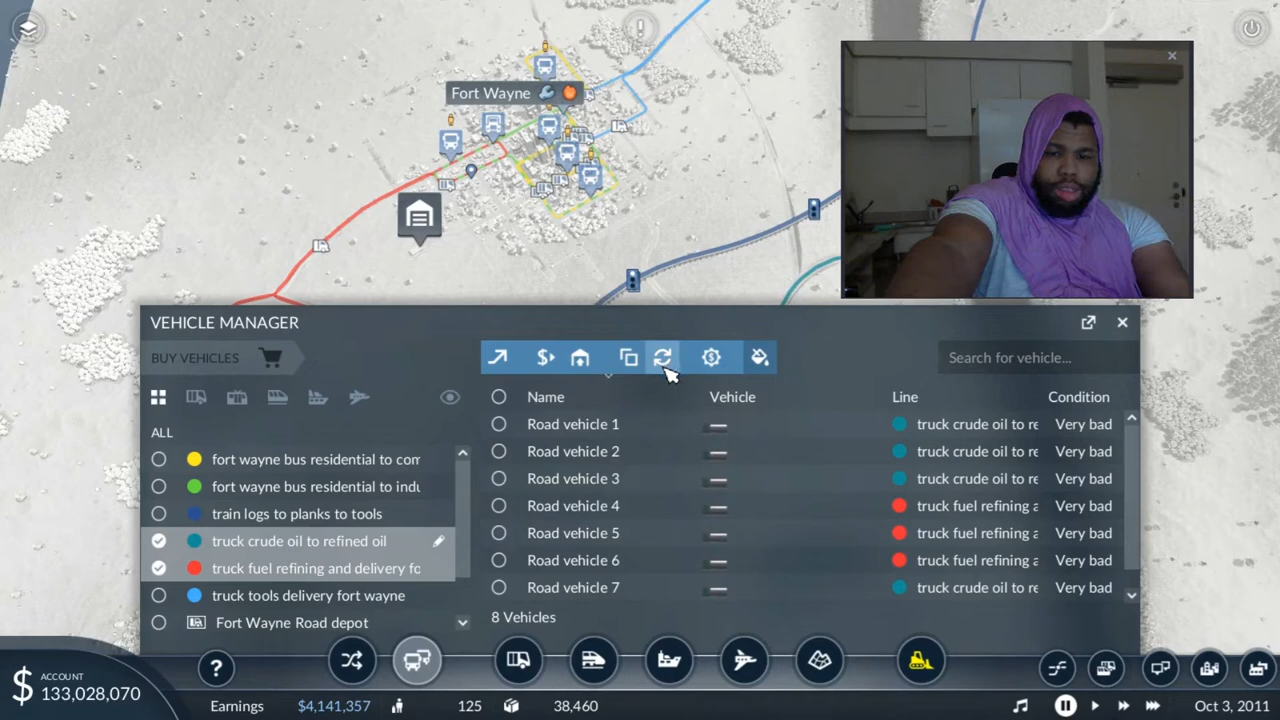 Fort Wayne
VEHICLE MANAGER
BUY VEHICLES
Search for vehicle...
Name Vehicle Line Condition
ALL
Road vehicle 1 truck crude oil to re Very bad
Road vehicle 2 truck crude oil to re Very bad
Road vehicle 3 truck crude oil to re Very bad
Road vehicle 4 truck fuel refining a Very bad
Road vehicle 5 truck fuel refining a Very bad
Road vehicle 6 truck fuel refining a Very bad
Road vehicle 7 truck crude oil to re Very bad
fort wayne bus residential to com
fort wayne bus residential to indu
train logs to planks to tools
truck crude oil to refined oil
truck fuel refining and delivery fo
truck tools delivery fort wayne
Fort Wayne Road depot
8 Vehicles
$ ACCOUNT
133,028,070
?
Earnings $4,141,357 125 38,460 Oct 3, 2011